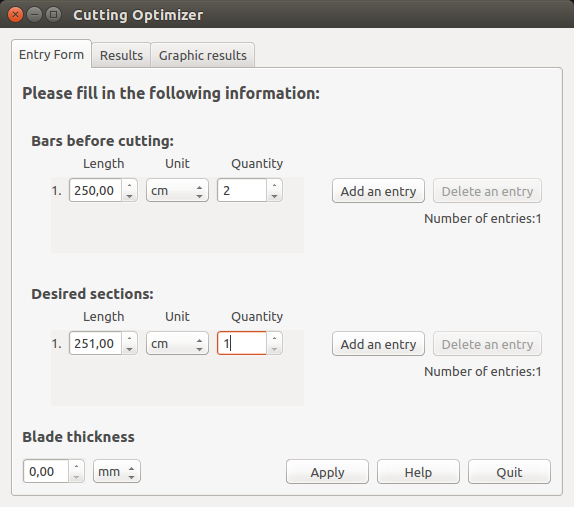 Cutting Optimizer
Entry Form Results Graphic results
Please fill in the following information:
Bars before cutting:
Length Unit Quantity
1. 250,00 cm 2 Add an entry Delete an entry
Number of entries:1
Desired sections:
Length Unit Quantity
1. 251,00 cm 1 Add an entry Delete an entry
Number of entries:1
Blade thickness
0,00 mm Apply Help Quit